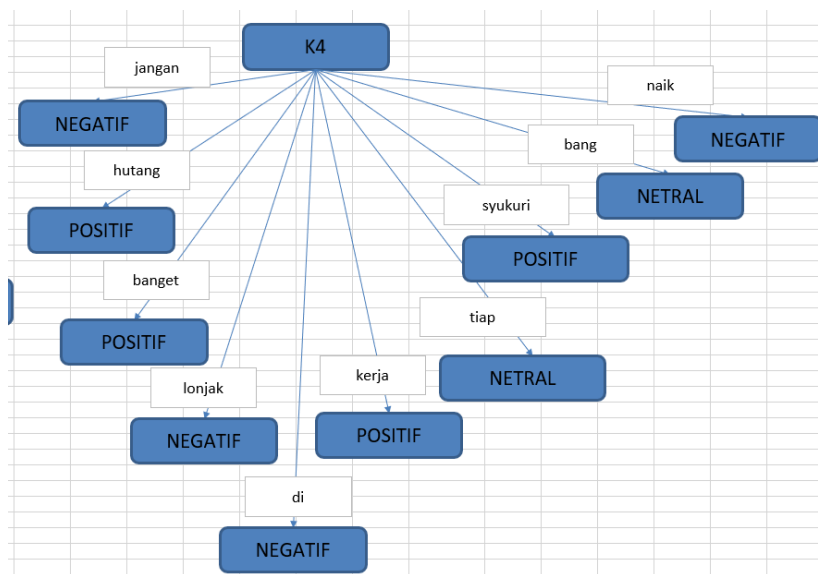 K4
jangan
NEGATIF
hutang
POSITIF
banget
POSITIF
lonjak
NEGATIF
di
NEGATIF
kerja
POSITIF
tiap
NETRAL
syukuri
POSITIF
bang
NETRAL
naik
NEGATIF